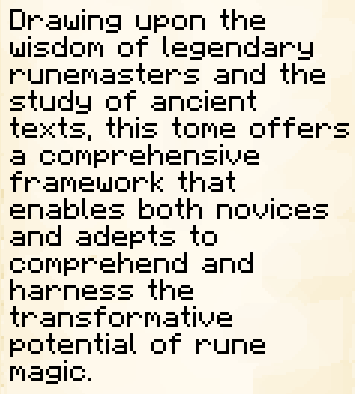 Drawing upon the
wisdom of legendary
runemasters and the
study of ancient
texts, this tome offers
a comprehensive
framework that
enables both novices
and adepts to
comprehend and
harness the
transformative
potential of rune
magic.